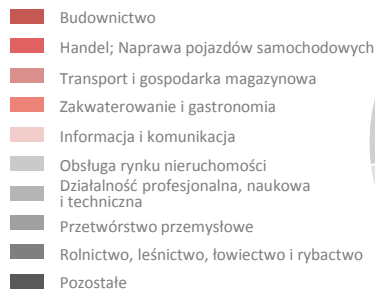 Budownictwo
Handel; Naprawa pojazdów samochodowych
Transport i gospodarka magazynowa
Zakwaterowanie i gastronomia
Informacja i komunikacja
Obsługa rynku nieruchomości
Działalność profesjonalna, naukowa
i techniczna
Przetwórstwo przemysłowe
Rolnictwo, leśnictwo, łowiectwo i rybactwo
Pozostałe